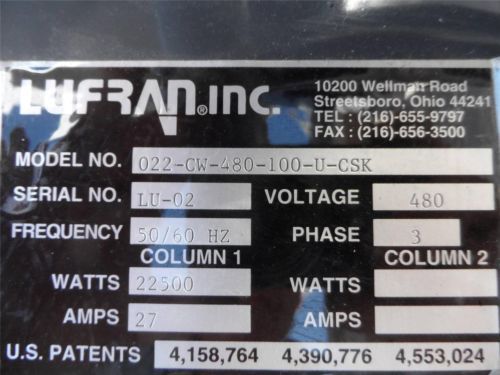 LUFRAN® INC.
10200 Wellman Road
Streetsboro, Ohio 44241
TEL : (216)-655-9797
FAX : (216)-656-3500
MODEL NO. 022-CW-480-100-U-CSK
SERIAL NO. LU-02 VOLTAGE 480
FREQUENCY 50/60 HZ PHASE 3
COLUMN 1 COLUMN 2
WATTS 22500 WATTS
AMPS 27 AMPS
U.S. PATENTS 4,158,764 4,390,776 4,553,024